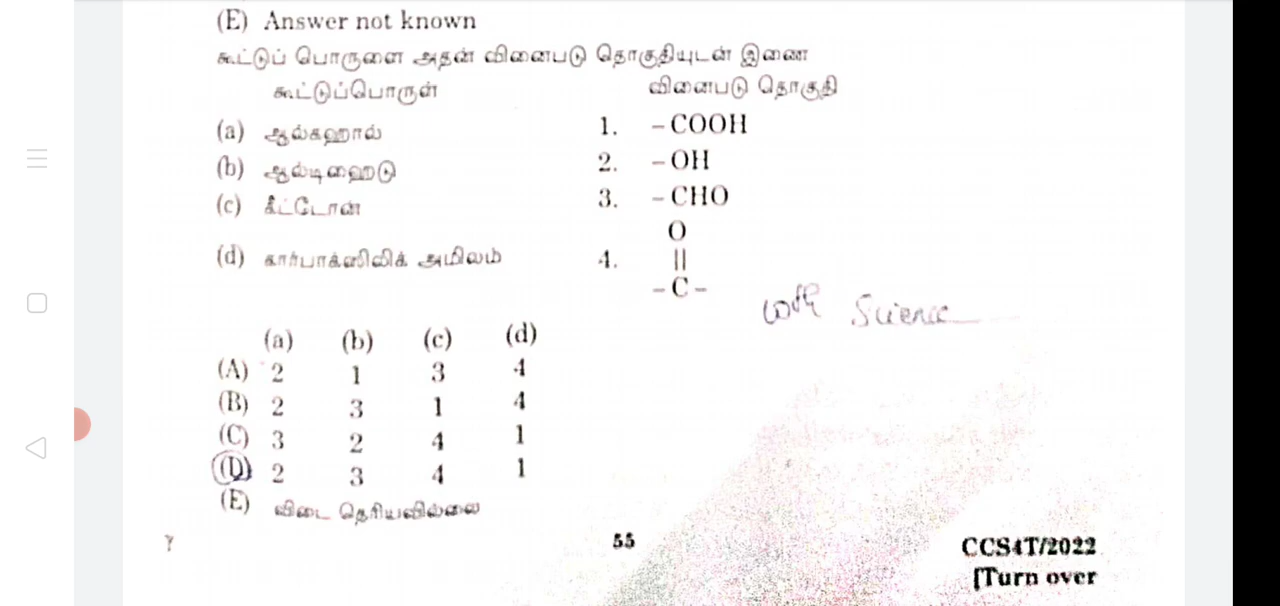 (E) Answer not known
கூட்டுப் பொருளை அதன் வினைபடு தொகுதியுடன் இணை
கூட்டுப்பொருள் வினைபடு தொகுதி
(a) ஆல்கஹால் 1. – COOH
(b) ஆல்டிஹைடு 2. – OH
(c) கீட்டோன் 3. – CHO
O
(d) கார்பாக்ஸிலிக் அமிலம் 4. ||
– C –
Science
(a) (b) (c) (d)
(A) 2 1 3 4
(B) 2 3 1 4
(C) 3 2 4 1
(D) 2 3 4 1
(E) விடை தெரியவில்லை
55 CCS4T/2022
[Turn over